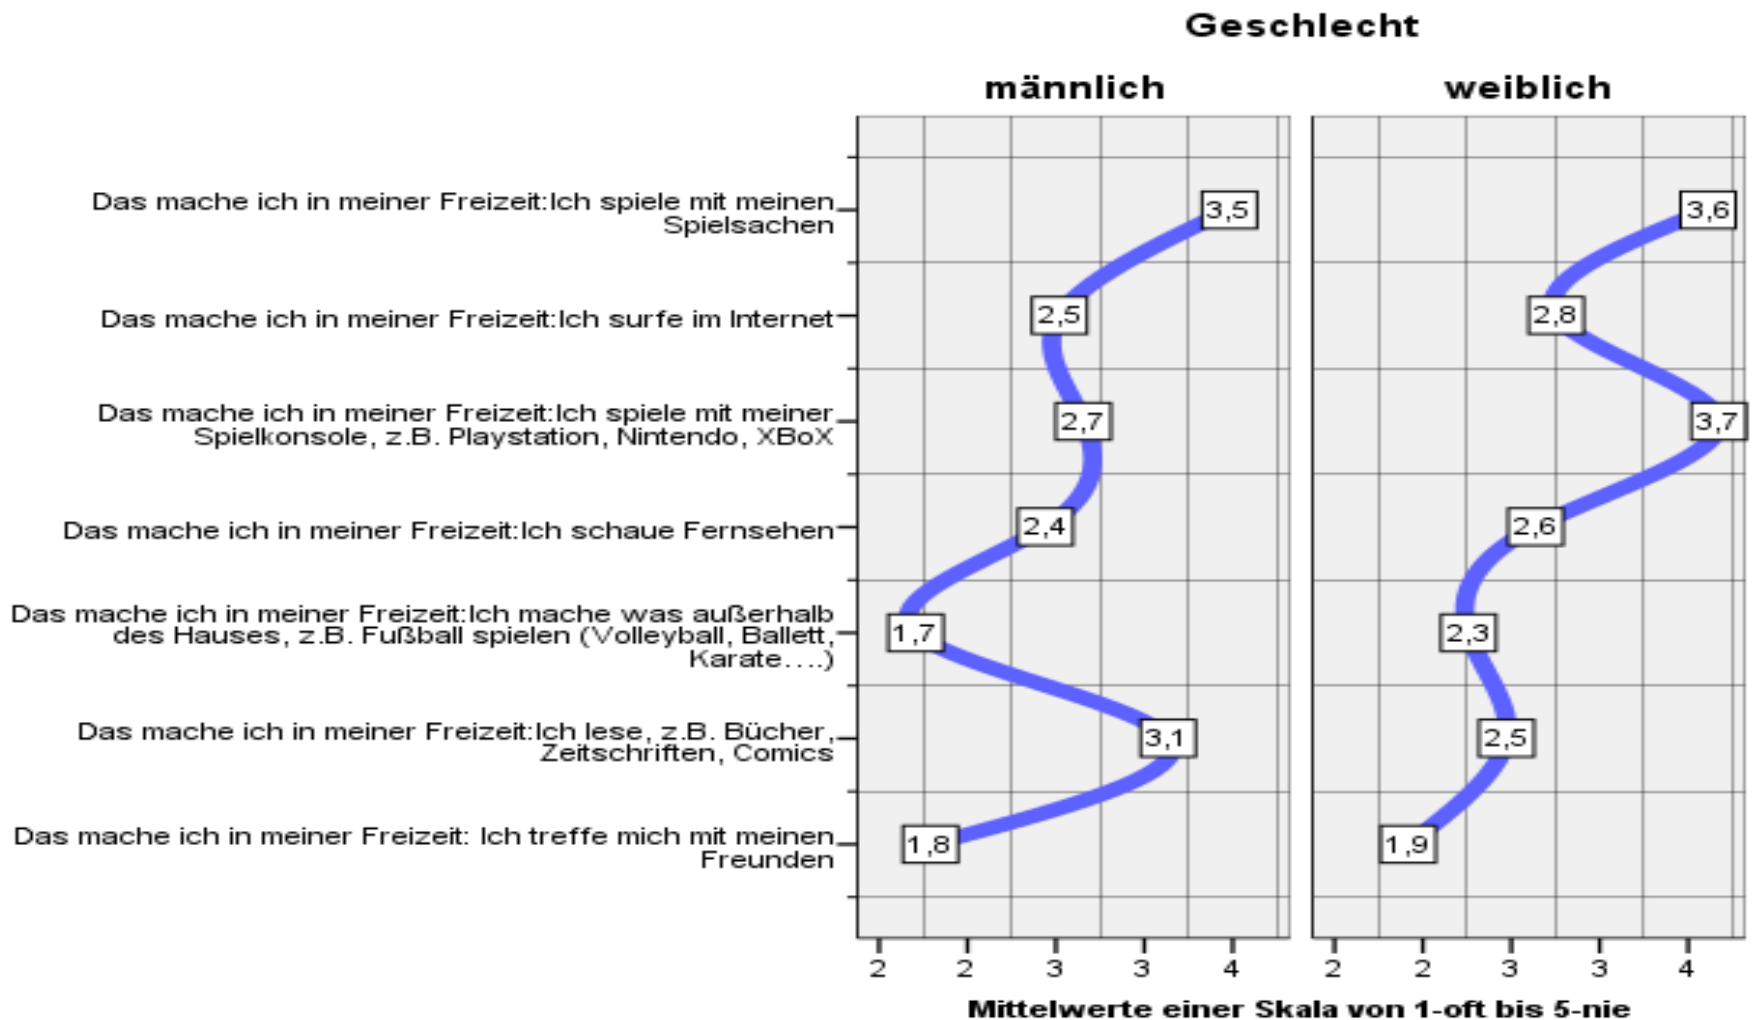 Geschlecht
männlich weiblich
Das mache ich in meiner Freizeit:Ich spiele mit meinen
Spielsachen
3,5 3,6
Das mache ich in meiner Freizeit:Ich surfe im Internet
2,5 2,8
Das mache ich in meiner Freizeit:Ich spiele mit meiner
Spielkonsole, z.B. Playstation, Nintendo, XBoX
2,7 3,7
Das mache ich in meiner Freizeit:Ich schaue Fernsehen
2,4 2,6
Das mache ich in meiner Freizeit:Ich mache was außerhalb
des Hauses, z.B. Fußball spielen (Volleyball, Ballett,
Karate....)
1,7 2,3
Das mache ich in meiner Freizeit:Ich lese, z.B. Bücher,
Zeitschriften, Comics
3,1 2,5
Das mache ich in meiner Freizeit: Ich treffe mich mit meinen
Freunden
1,8 1,9
2 2 3 3 4 2 2 3 3 4
Mittelwerte einer Skala von 1-oft bis 5-nie